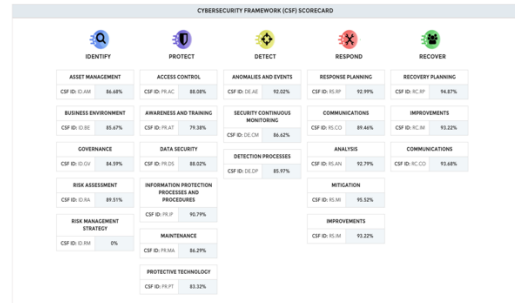 CYBERSECURITY FRAMEWORK (CSF) SCORECARD
IDENTIFY
ASSET MANAGEMENT
CSF ID: ID.AM 86.68%
BUSINESS ENVIRONMENT
CSF ID: ID.BE 85.67%
GOVERNANCE
CSF ID: ID.GV 84.59%
RISK ASSESSMENT
CSF ID: ID.RA 89.51%
RISK MANAGEMENT
STRATEGY
CSF ID: ID.RM 0%
PROTECT
ACCESS CONTROL
CSF ID: PR.AC 88.08%
AWARENESS AND TRAINING
CSF ID: PR.AT 79.38%
DATA SECURITY
CSF ID: PR.DS 88.02%
INFORMATION PROTECTION
PROCESSES AND
PROCEDURES
CSF ID: PR.IP 90.79%
MAINTENANCE
CSF ID: PR.MA 86.29%
PROTECTIVE TECHNOLOGY
CSF ID: PR.PT 83.32%
DETECT
ANOMALIES AND EVENTS
CSF ID: DE.AE 92.02%
SECURITY CONTINUOUS
MONITORING
CSF ID: DE.CM 86.62%
DETECTION PROCESSES
CSF ID: DE.DP 85.97%
RESPOND
RESPONSE PLANNING
CSF ID: RS.RP 92.99%
COMMUNICATIONS
CSF ID: RS.CO 89.46%
ANALYSIS
CSF ID: RS.AN 92.79%
MITIGATION
CSF ID: RS.MI 95.52%
IMPROVEMENTS
CSF ID: RS.IM 93.22%
RECOVER
RECOVERY PLANNING
CSF ID: RC.RP 94.87%
IMPROVEMENTS
CSF ID: RC.IM 93.22%
COMMUNICATIONS
CSF ID: RC.CO 93.68%